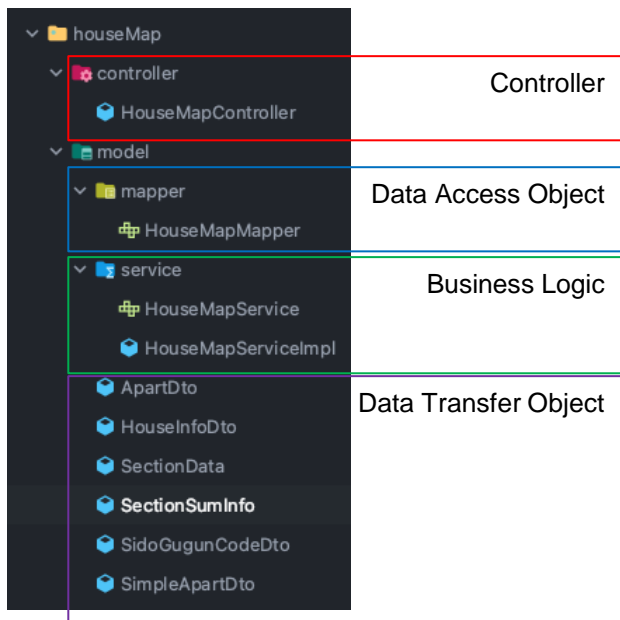 houseMap
controller
Controller
HouseMapController
model
mapper
Data Access Object
HouseMapMapper
service
Business Logic
HouseMapService
HouseMapServiceImpl
ApartDto
Data Transfer Object
HouseInfoDto
SectionData
SectionSumInfo
SidoGugunCodeDto
SimpleApartDto